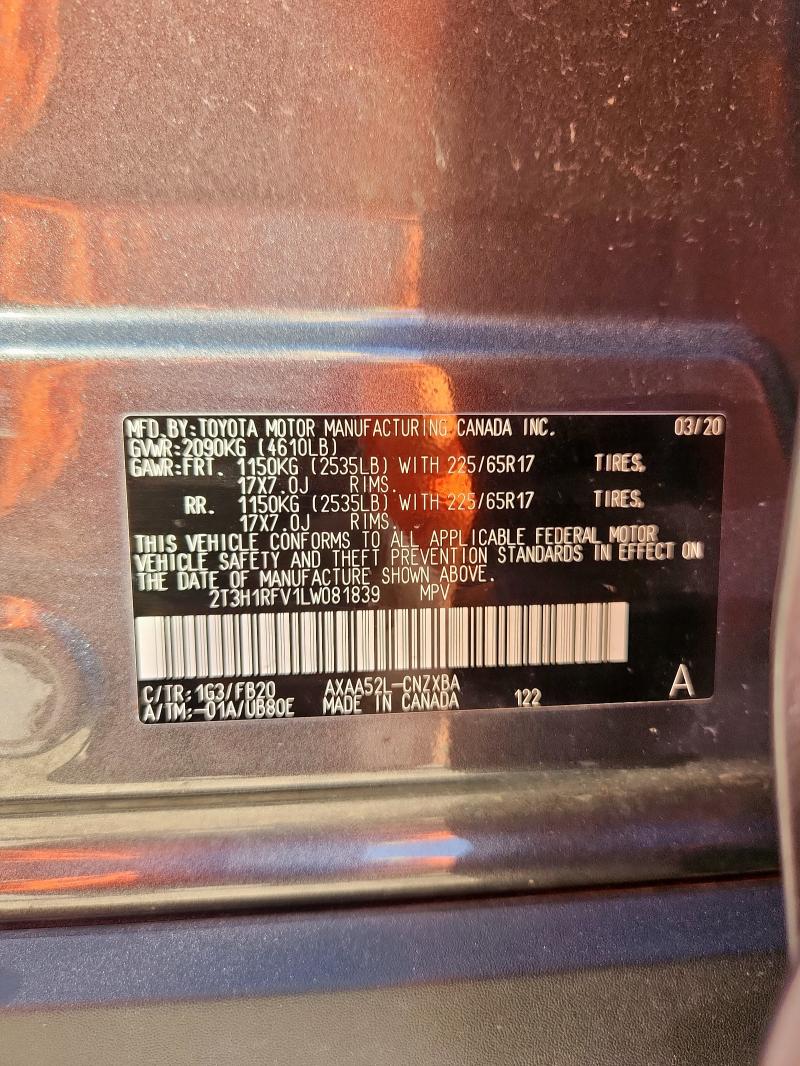 MFD.BY:TOYOTA MOTOR MANUFACTURING CANADA INC. 03/20
GVWR:2090KG (4610LB)
GAWR:FRT. 1150KG (2535LB) WITH 225/65R17 TIRES,
17X7.0J RIMS.
RR. 1150KG (2535LB) WITH 225/65R17 TIRES,
17X7.0J RIMS.
THIS VEHICLE CONFORMS TO ALL APPLICABLE FEDERAL MOTOR
VEHICLE SAFETY AND THEFT PREVENTION STANDARDS IN EFFECT ON
THE DATE OF MANUFACTURE SHOWN ABOVE.
2T3H1RFV1LW081839 MPV
C/TR:1G3/FB20 AXAA52L-CNZXBA A
A/TM:-01A/UB80E MADE IN CANADA 122